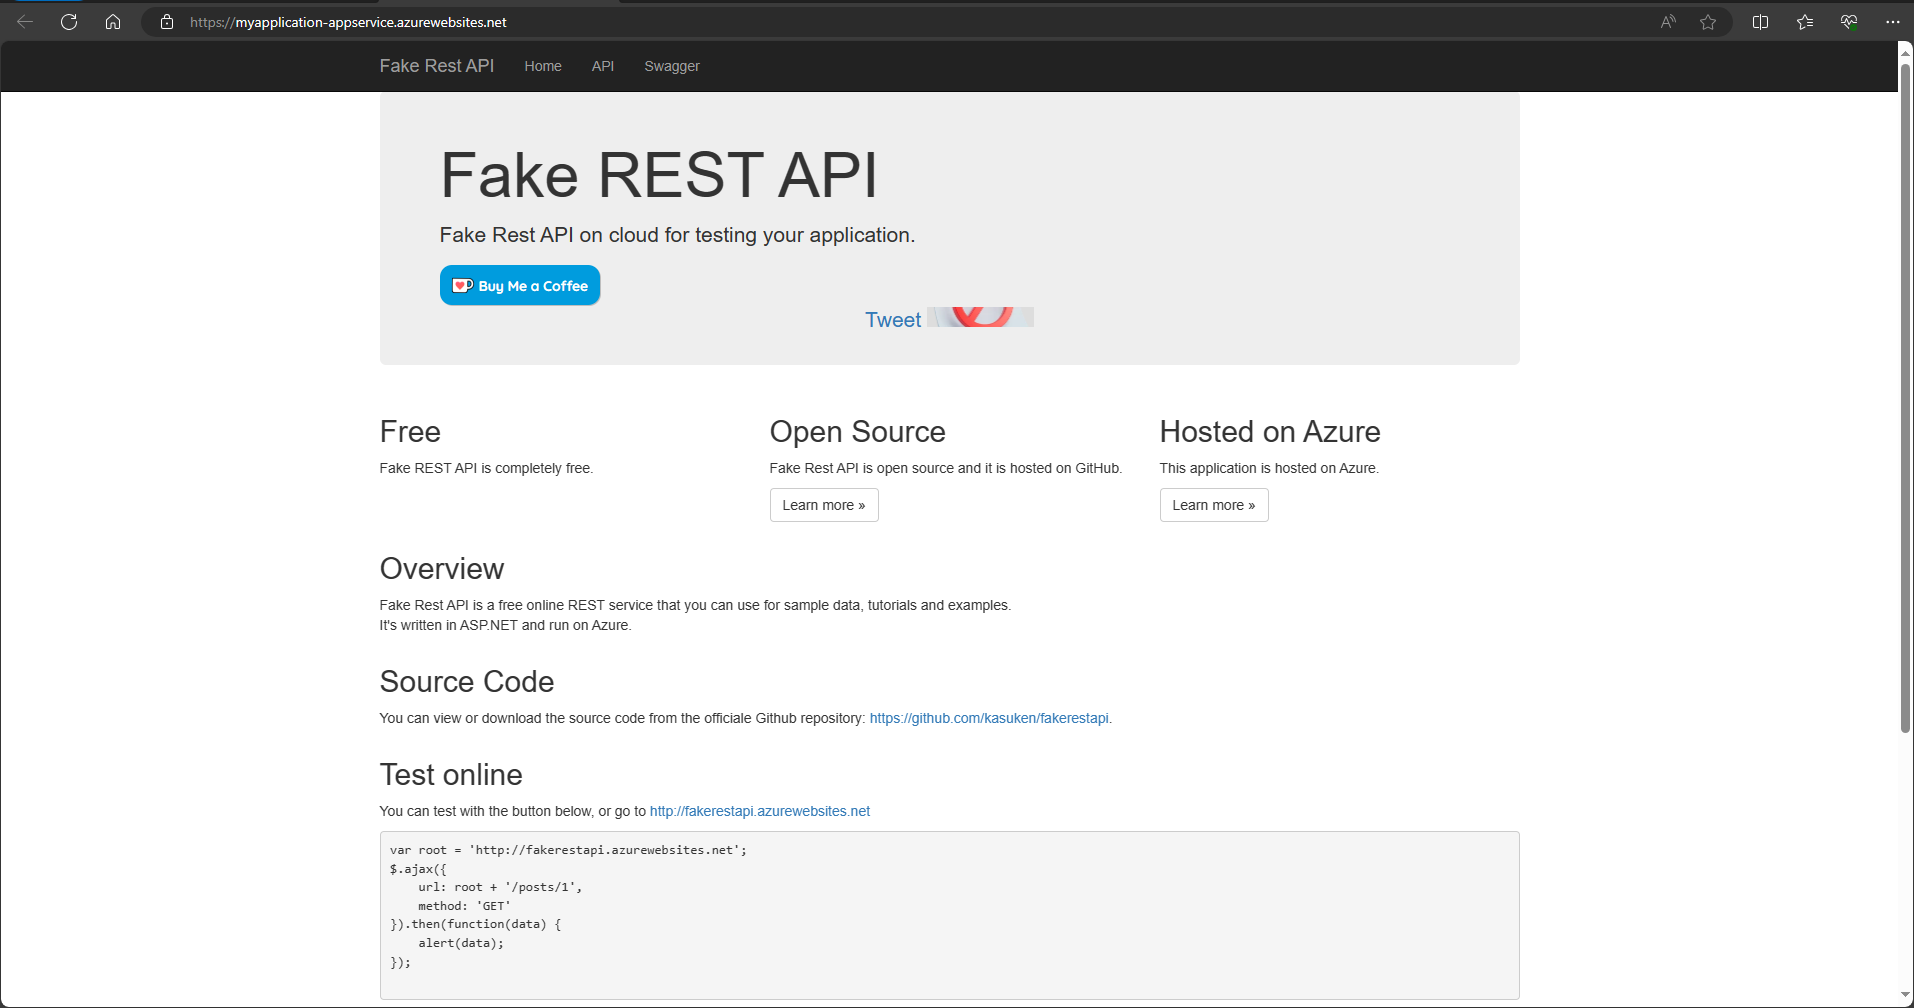 https://myapplication-appservice.azurewebsites.net
Fake Rest API Home API Swagger
Fake REST API
Fake Rest API on cloud for testing your application.
Buy Me a Coffee
Tweet
Free
Fake REST API is completely free.
Open Source
Fake Rest API is open source and it is hosted on GitHub.
Learn more »
Hosted on Azure
This application is hosted on Azure.
Learn more »
Overview
Fake Rest API is a free online REST service that you can use for sample data, tutorials and examples.
It's written in ASP.NET and run on Azure.
Source Code
You can view or download the source code from the officiale Github repository: https://github.com/kasuken/fakerestapi.
Test online
You can test with the button below, or go to http://fakerestapi.azurewebsites.net
var root = 'http://fakerestapi.azurewebsites.net';
$.ajax({
    url: root + '/posts/1',
    method: 'GET'
}).then(function(data) {
    alert(data);
});